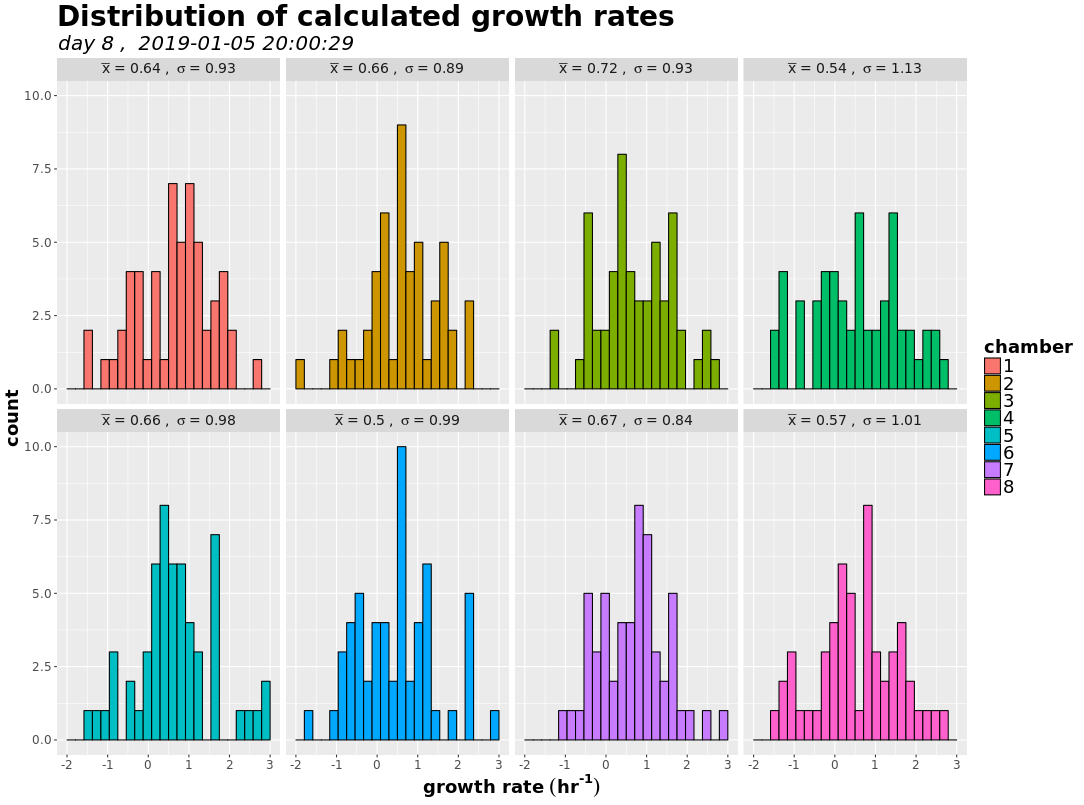 Distribution of calculated growth rates
day 8 ,  2019-01-05 20:00:29
x̅ = 0.64 ,  σ = 0.93
x̅ = 0.66 ,  σ = 0.89
x̅ = 0.72 ,  σ = 0.93
x̅ = 0.54 ,  σ = 1.13
10.0
7.5
5.0
2.5
0.0
x̅ = 0.66 ,  σ = 0.98
x̅ = 0.5 ,  σ = 0.99
x̅ = 0.67 ,  σ = 0.84
x̅ = 0.57 ,  σ = 1.01
10.0
7.5
5.0
2.5
0.0
-2 -1 0 1 2 3
-2 -1 0 1 2 3
-2 -1 0 1 2 3
-2 -1 0 1 2 3
growth rate (hr⁻¹)
count
chamber
1
2
3
4
5
6
7
8